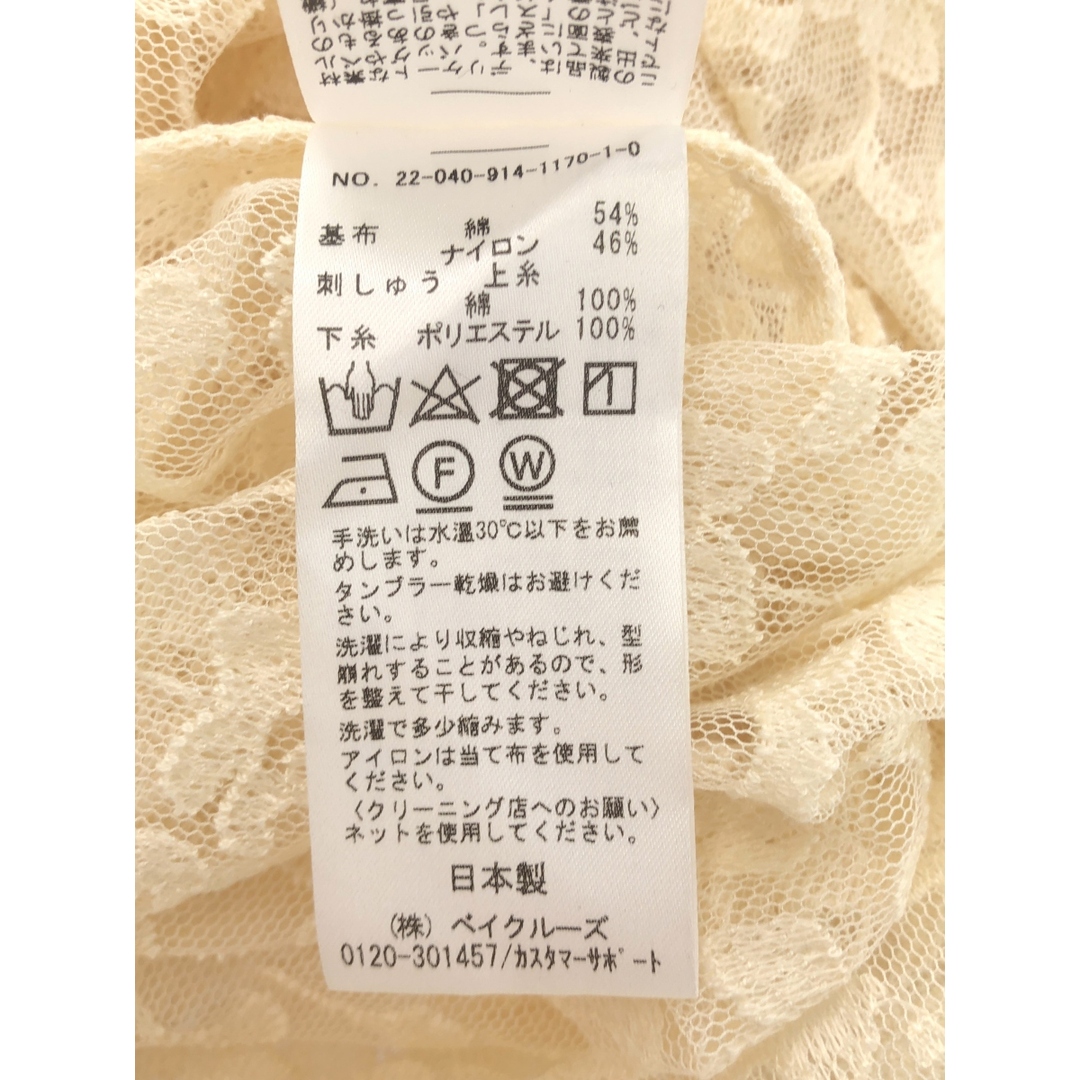 NO. 22-040-914-1170-1-0
基布 綿 54%
ナイロン 46%
刺しゅう 上糸
綿 100%
下糸 ポリエステル 100%
F W
手洗いは水温30℃以下をお薦
めします。
タンブラー乾燥はお避けくだ
さい。
洗濯により収縮やねじれ、型
崩れすることがあるので、形
を整えて干してください。
洗濯で多少縮みます。
アイロンは当て布を使用して
ください。
〈クリーニング店へのお願い〉
ネットを使用してください。
日本製
(株) ベイクルーズ
0120-301457/カスタマーサポート